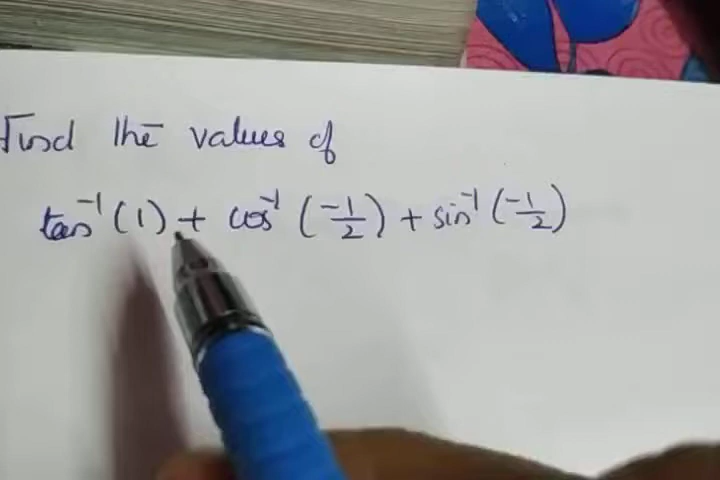 Find the values of
tan⁻¹(1) + cos⁻¹(-1/2) + sin⁻¹(-1/2)